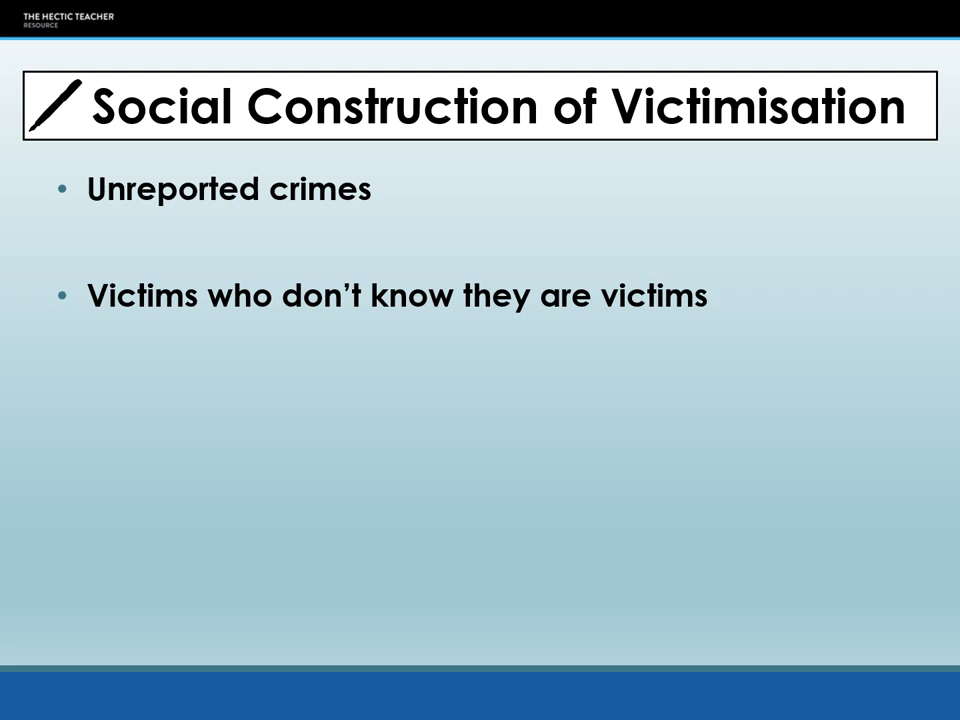 THE HECTIC TEACHER
RESOURCE
Social Construction of Victimisation
• Unreported crimes
• Victims who don’t know they are victims